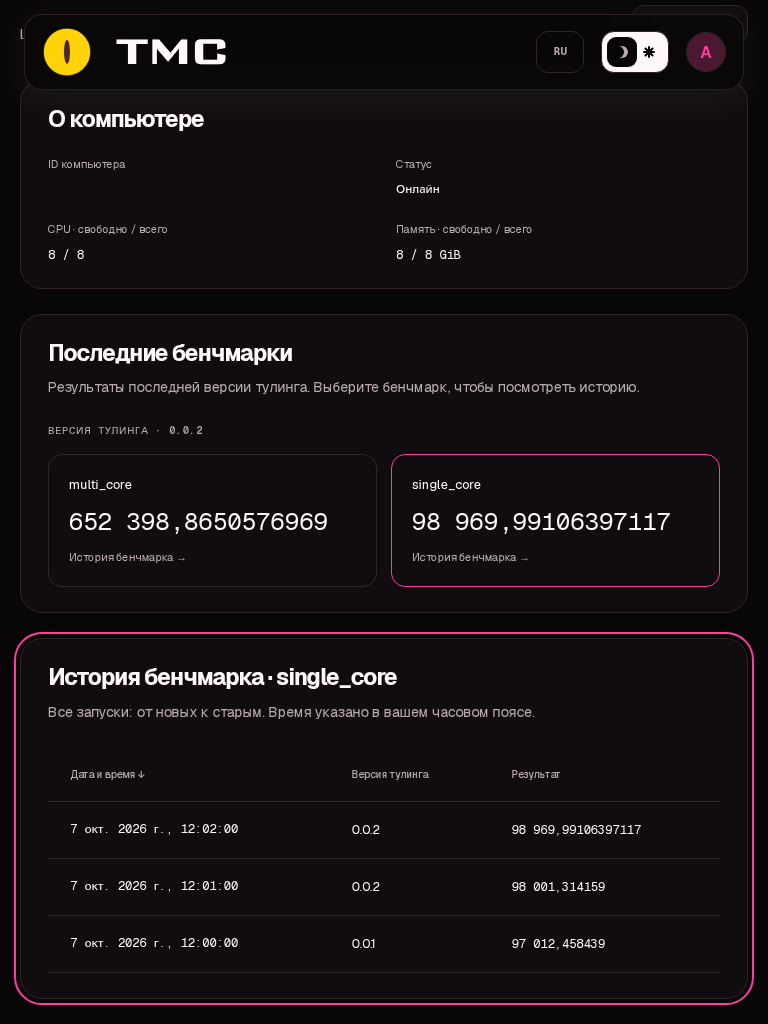 TMC
RU
A
О компьютере
ID компьютера
Статус
Онлайн
CPU · свободно / всего
Память · свободно / всего
8 / 8
8 / 8 GiB
Последние бенчмарки
Результаты последней версии тулинга. Выберите бенчмарк, чтобы посмотреть историю.
ВЕРСИЯ ТУЛИНГА · 0.0.2
multi_core
652 398,8650576969
История бенчмарка →
single_core
98 969,99106397117
История бенчмарка →
История бенчмарка · single_core
Все запуски: от новых к старым. Время указано в вашем часовом поясе.
Дата и время ↓ Версия тулинга Результат
7 окт. 2026 г., 12:02:00 0.0.2 98 969,99106397117
7 окт. 2026 г., 12:01:00 0.0.2 98 001,314159
7 окт. 2026 г., 12:00:00 0.0.1 97 012,458439